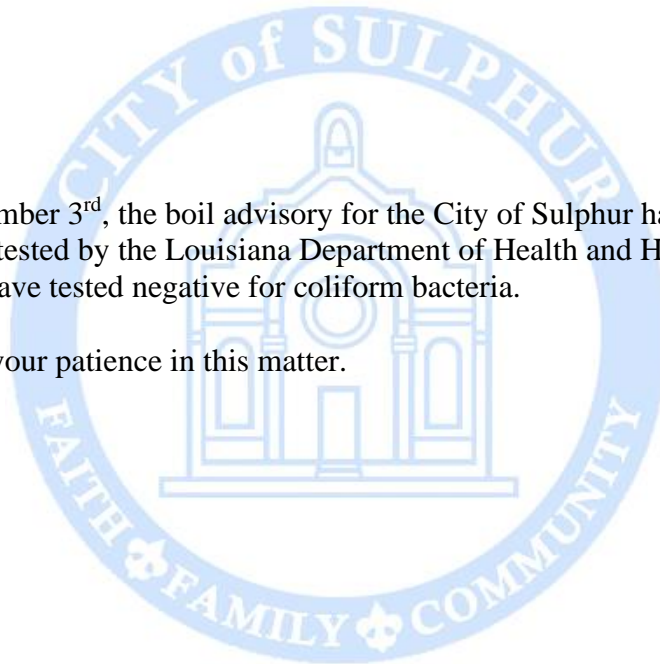 CITY of SULPHUR
mber 3rd, the boil advisory for the City of Sulphur ha
tested by the Louisiana Department of Health and H
ave tested negative for coliform bacteria.
your patience in this matter.
FAITH FAMILY COMMUNITY